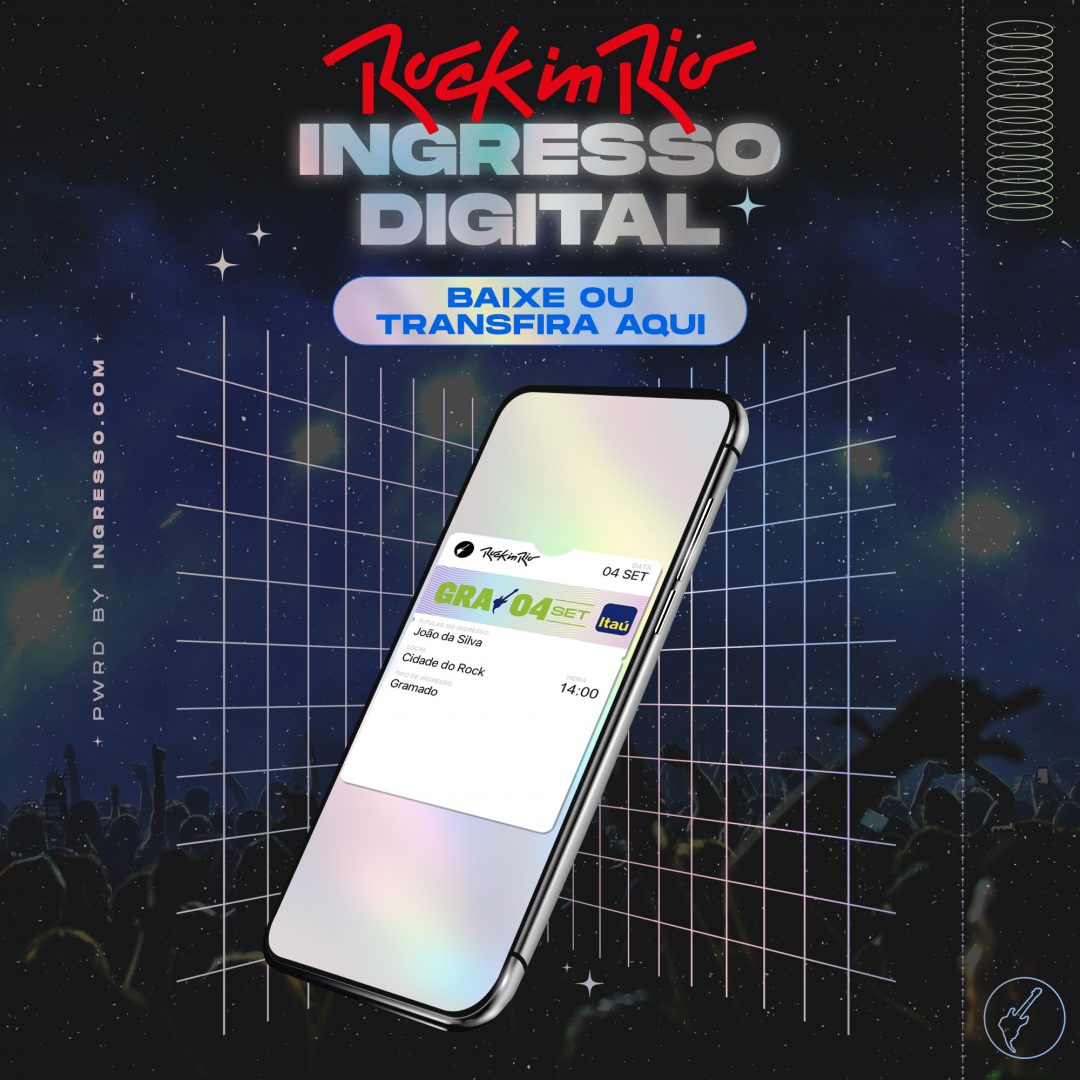 Rock in Rio
INGRESSO
DIGITAL
BAIXE OU
TRANSFIRA AQUI
PWRD BY INGRESSO.COM
Rock in Rio
DATA
04 SET
GRA 04 SET
Itaú
TITULAR DO INGRESSO
João da Silva
LOCAL
Cidade do Rock
HORA
14:00
TIPO DE INGRESSO
Gramado